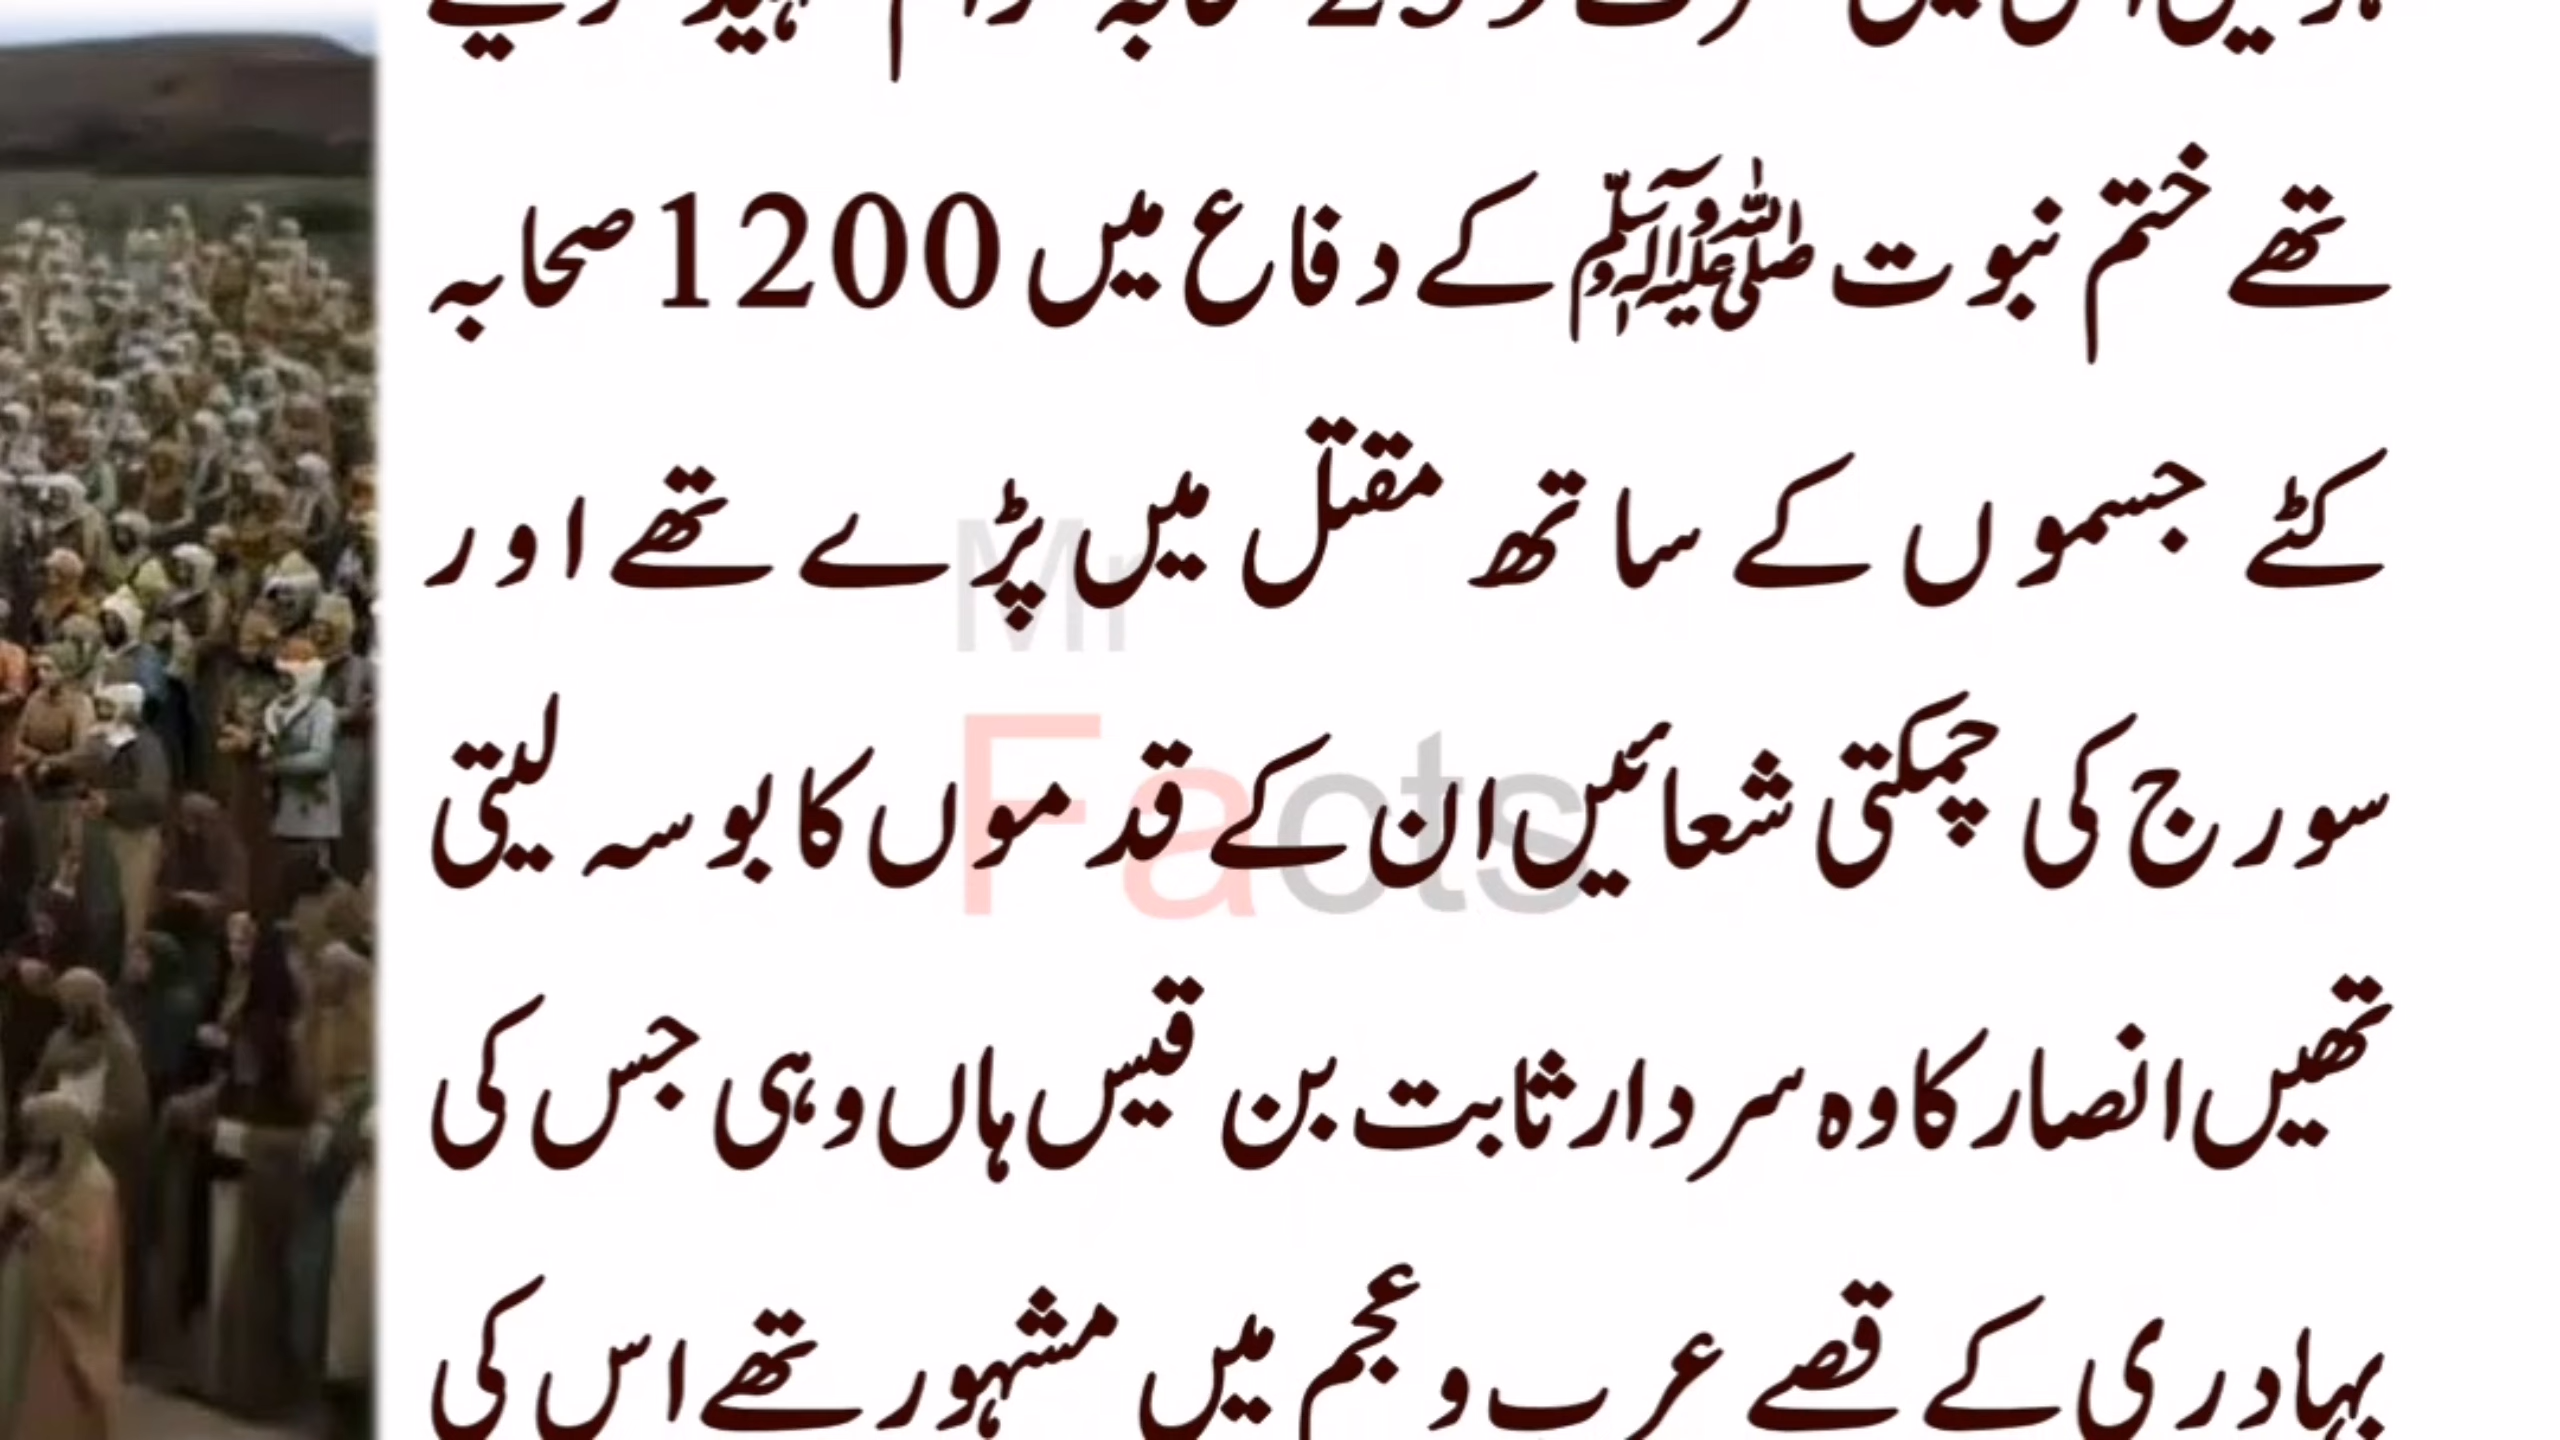 تھے ختم نبوت ﷺ کے دفاع میں 1200 صحابہ
کٹے جسموں کے ساتھ مقتل میں پڑے تھے اور
سورج کی چمکتی شعائیں ان کے قدموں کا بوسہ لیتی
تھیں انصار کا وہ سردار ثابت بن قیس ہاں وہی جس کی
بہادری کے قصے عرب و عجم میں مشہور تھے اس کی
Mr
Facts